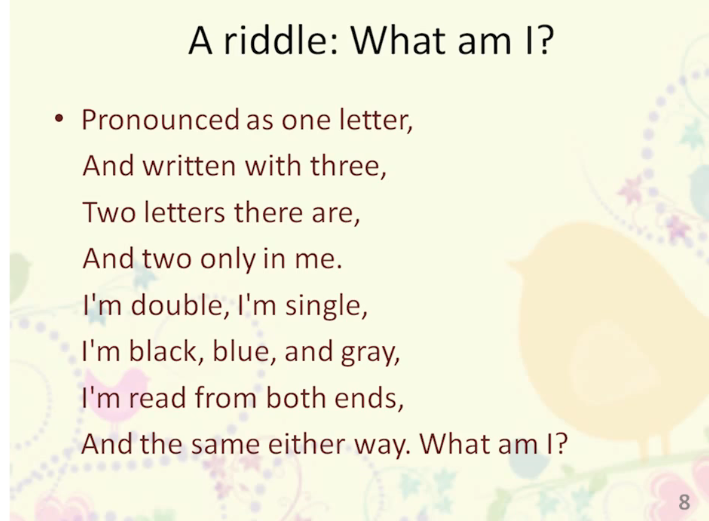 A riddle: What am I?
• Pronounced as one letter,
And written with three,
Two letters there are,
And two only in me.
I'm double, I'm single,
I'm black, blue, and gray,
I'm read from both ends,
And the same either way. What am I?
8